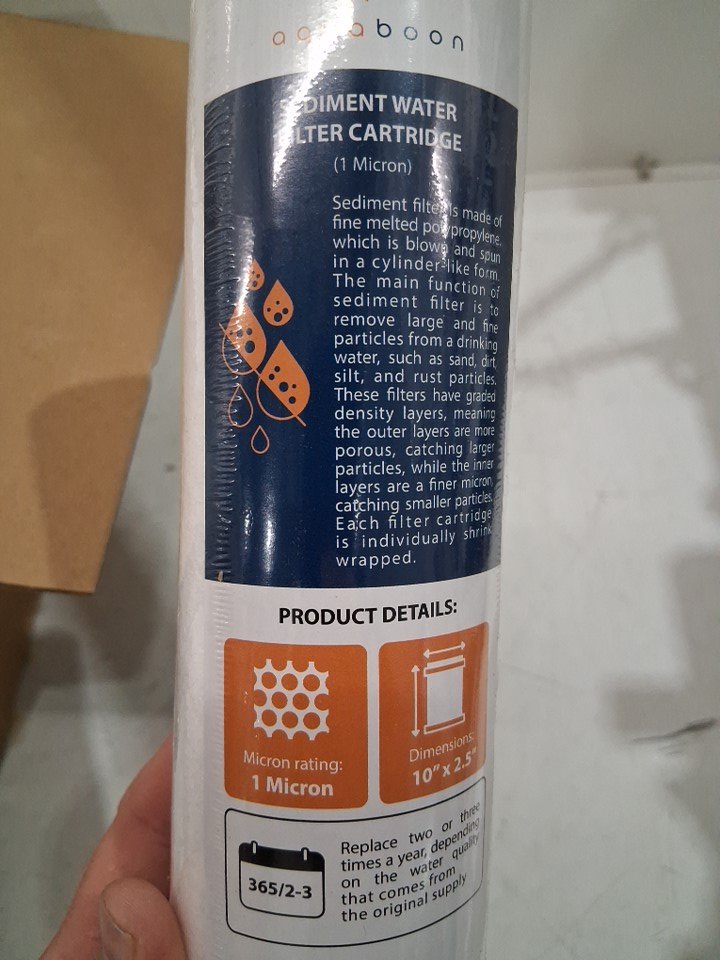 aquaboon
SEDIMENT WATER
FILTER CARTRIDGE
(1 Micron)
Sediment filter is made of
fine melted polypropylene,
which is blown and spun
in a cylinder-like form.
The main function of
sediment filter is to
remove large and fine
particles from a drinking
water, such as sand, dirt,
silt, and rust particles.
These filters have graded
density layers, meaning
the outer layers are more
porous, catching larger
particles, while the inner
layers are a finer micron,
catching smaller particles.
Each filter cartridge
is individually shrink
wrapped.
PRODUCT DETAILS:
Micron rating:
1 Micron
Dimensions:
10" x 2.5"
365/2-3
Replace two or three
times a year, depending
on the water quality
that comes from
the original supply